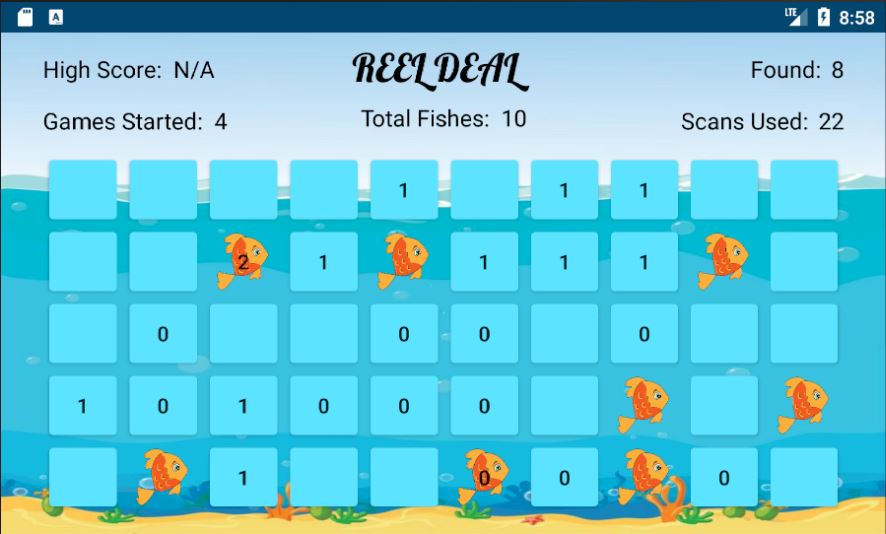 A LTE 8:58
High Score: N/A REEL DEAL Found: 8
Games Started: 4 Total Fishes: 10 Scans Used: 22
1 1 1
2 1 1 1 1
0 0 0 0
1 0 1 0 0 0
1 0 0 0